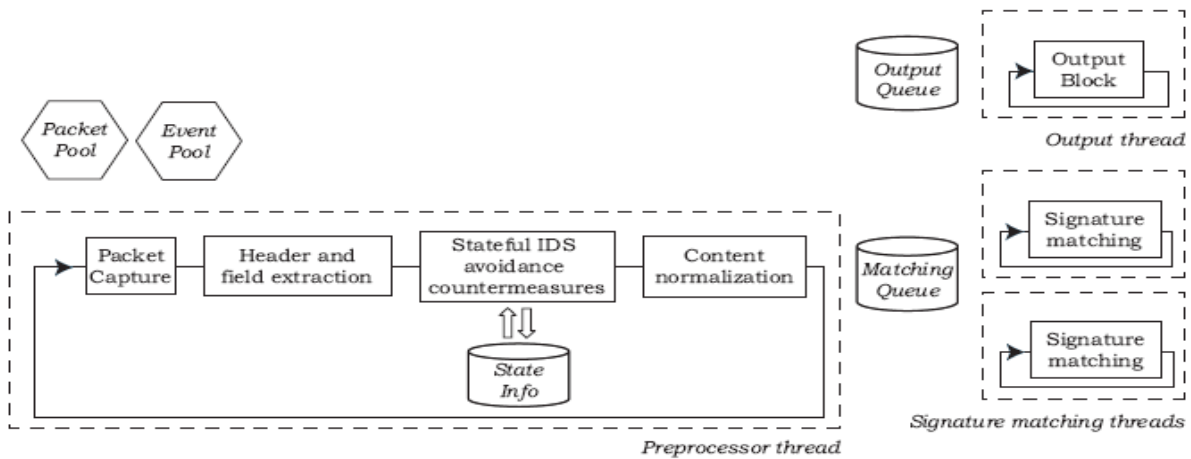 Output
Queue
Output
Block
Output thread
Packet
Pool
Event
Pool
Packet
Capture
Header and
field extraction
Stateful IDS
avoidance
countermeasures
Content
normalization
State
Info
Preprocessor thread
Matching
Queue
Signature
matching
Signature
matching
Signature matching threads